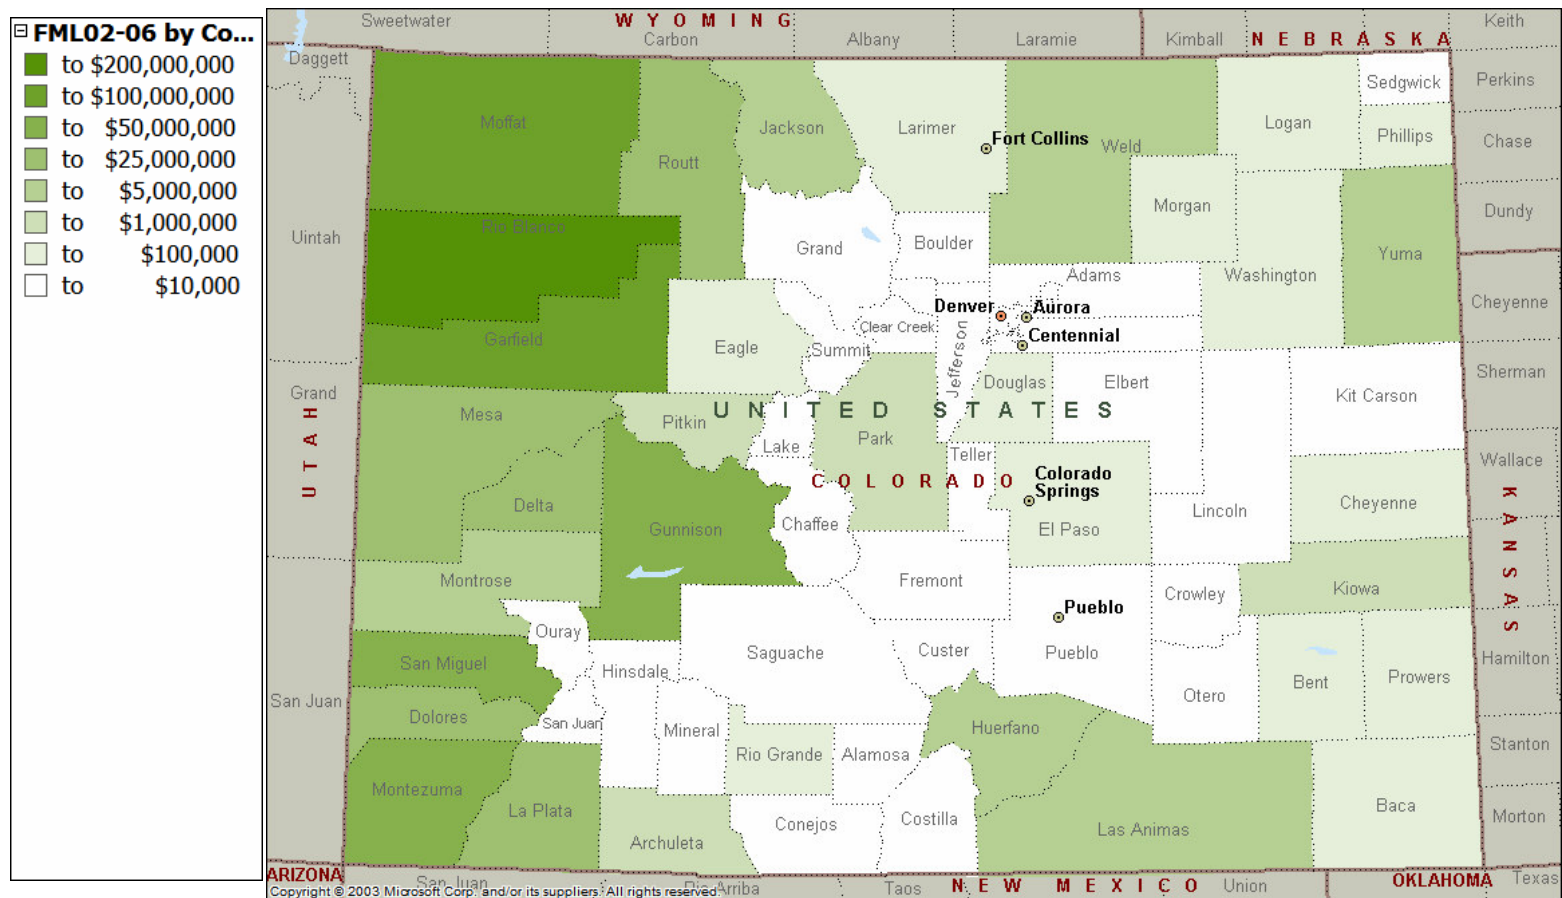 FML02-06 by Co...
to $200,000,000
to $100,000,000
to $50,000,000
to $25,000,000
to $5,000,000
to $1,000,000
to $100,000
to $10,000
Sweetwater
WYOMING
Keith
Carbon
Albany
Laramie
Kimball
NEBRASKA
Daggett
Perkins
Sedgwick
Moffat
Jackson
Larimer
Fort Collins
Weld
Logan
Phillips
Chase
Routt
Morgan
Dundy
Uintah
Rio Blanco
Grand
Boulder
Yuma
Adams
Washington
Denver
Aurora
Cheyenne
Clear Creek
Centennial
Garfield
Eagle
Summit
Jefferson
Douglas
Elbert
Sherman
Grand
Kit Carson
UTAH
Mesa
Pitkin
UNITED STATES
Park
Lake
Teller
Wallace
COLORADO
Colorado
Springs
KANSAS
Delta
Gunnison
Chaffee
El Paso
Lincoln
Cheyenne
Montrose
Fremont
Crowley
Kiowa
Pueblo
Ouray
San Miguel
Hinsdale
Saguache
Custer
Pueblo
Hamilton
Bent
Prowers
San Juan
Otero
Dolores
San Juan
Mineral
Huerfano
Stanton
Rio Grande
Alamosa
Montezuma
La Plata
Conejos
Costilla
Las Animas
Baca
Morton
Archuleta
ARIZONA
San Juan
Rio Arriba
Taos
NEW MEXICO
Union
OKLAHOMA
Texas
Copyright © 2003 Microsoft Corp. and/or its suppliers. All rights reserved.